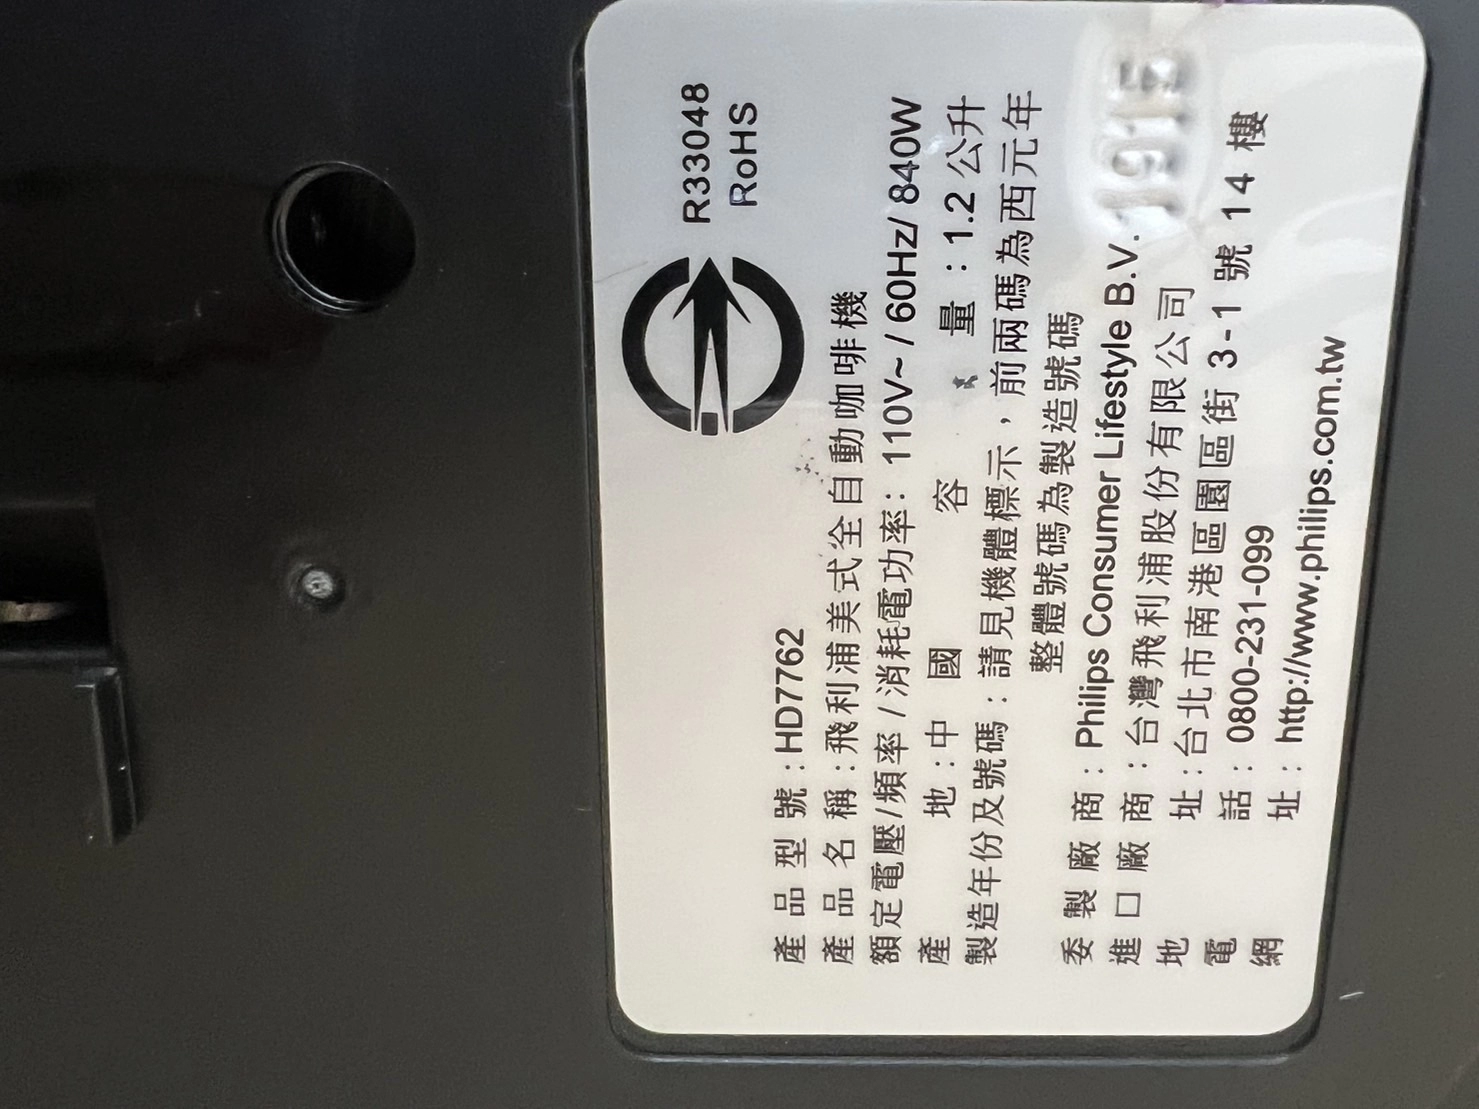 R33048
RoHS
產品型號:HD7762
產品名稱:飛利浦美式全自動咖啡機
額定電壓/頻率/消耗電功率: 110V~/60Hz/840W
產地:中國 容量:1.2公升
製造年份及號碼:請見機體標示，前兩碼為西元年
整體號碼為製造號碼
委製廠商:Philips Consumer Lifestyle B.V.
1915
進口廠商:台灣飛利浦股份有限公司
地址:台北市南港區園區街3-1號14樓
電話:0800-231-099
網址:http://www.philips.com.tw